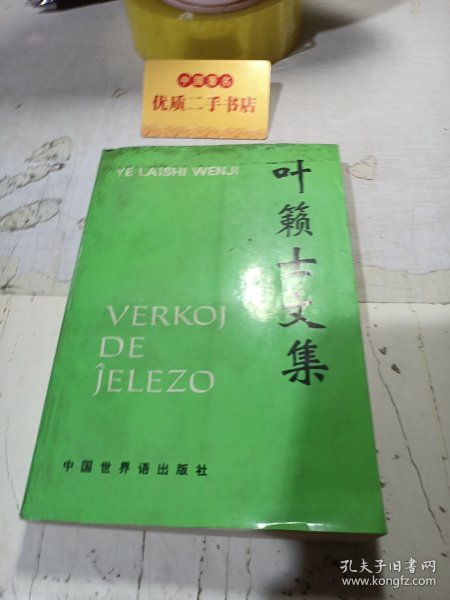 中国著名
优质二手书店
YE LAISHI WENJI
叶籁士文集
VERKOJ
DE
ĴELEZO
中国世界语出版社
孔夫子旧书网
www.kongfz.com